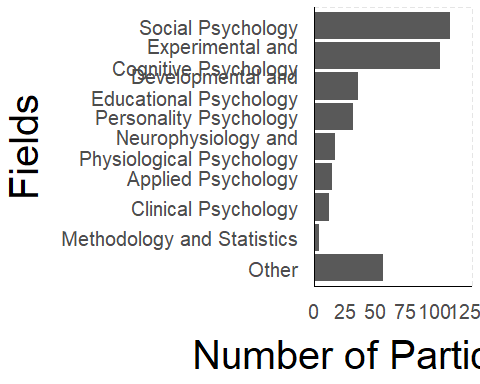 Social Psychology
Experimental and
Cognitive Psychology
Developmental and
Educational Psychology
Personality Psychology
Neurophysiology and
Physiological Psychology
Applied Psychology
Clinical Psychology
Methodology and Statistics
Other
Fields
0 25 50 75 100 125
Number of Partic